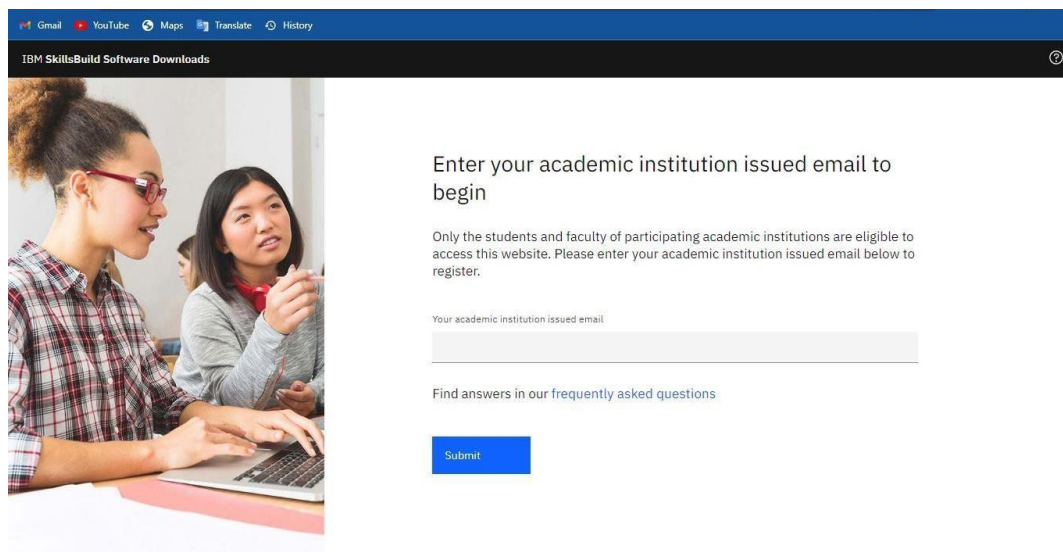 Gmail YouTube Maps Translate History
IBM SkillsBuild Software Downloads
Enter your academic institution issued email to
begin
Only the students and faculty of participating academic institutions are eligible to
access this website. Please enter your academic institution issued email below to
register.
Your academic institution issued email
Find answers in our frequently asked questions
Submit